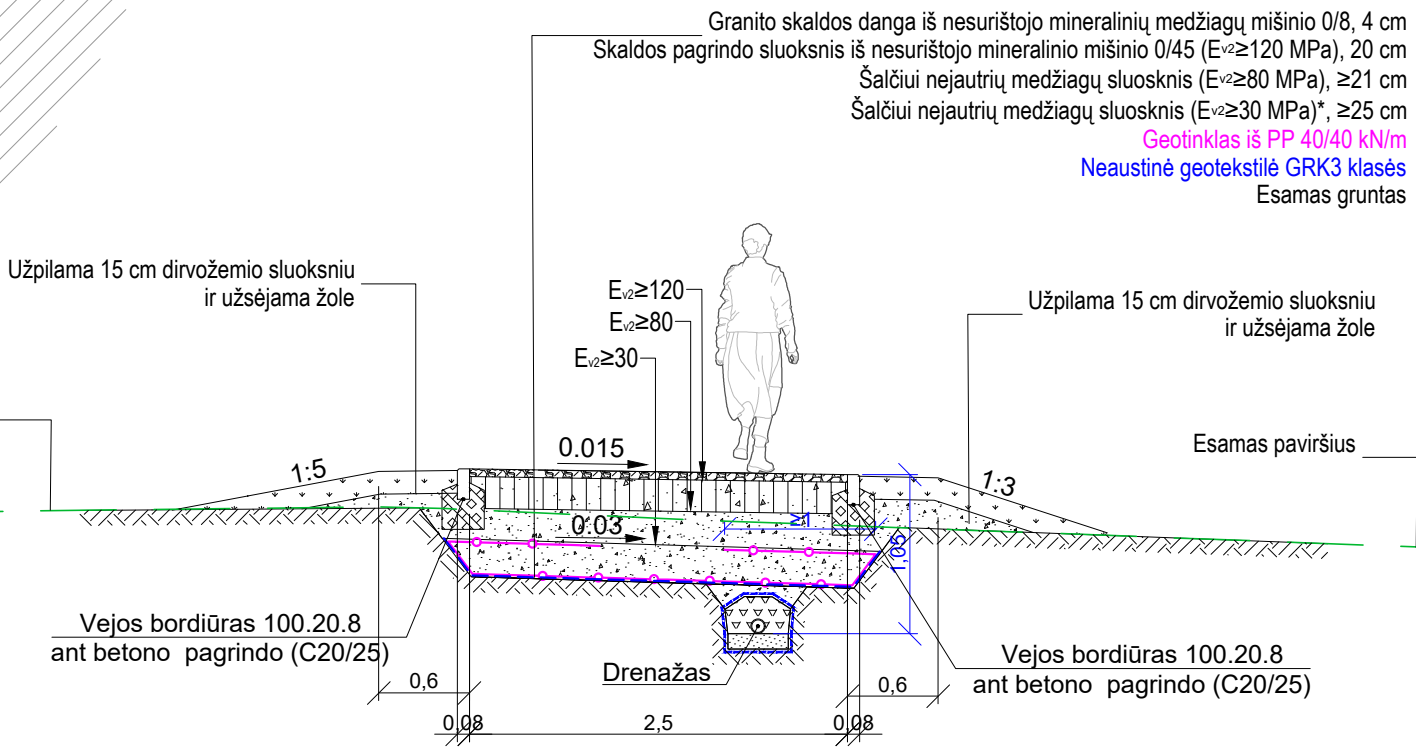 Granito skaldos danga iš nesurištojo mineralinių medžiagų mišinio 0/8, 4 cm
Skaldos pagrindo sluoksnis iš nesurištojo mineralinio mišinio 0/45 (Ev2≥120 MPa), 20 cm
Šalčiui nejautrių medžiagų sluosknis (Ev2≥80 MPa), ≥21 cm
Šalčiui nejautrių medžiagų sluosknis (Ev2≥30 MPa)*, ≥25 cm
Geotinklas iš PP 40/40 kN/m
Neaustinė geotekstilė GRK3 klasės
Esamas gruntas
Užpilama 15 cm dirvožemio sluoksniu
ir užsėjama žole
Ev2≥120
Ev2≥80
Ev2≥30
Užpilama 15 cm dirvožemio sluoksniu
ir užsėjama žole
Esamas paviršius
1:5
0.015
1:3
0.03
1,05
Vejos bordiūras 100.20.8
ant betono pagrindo (C20/25)
Drenažas
Vejos bordiūras 100.20.8
ant betono pagrindo (C20/25)
0,6
0,6
0,08
2,5
0,08